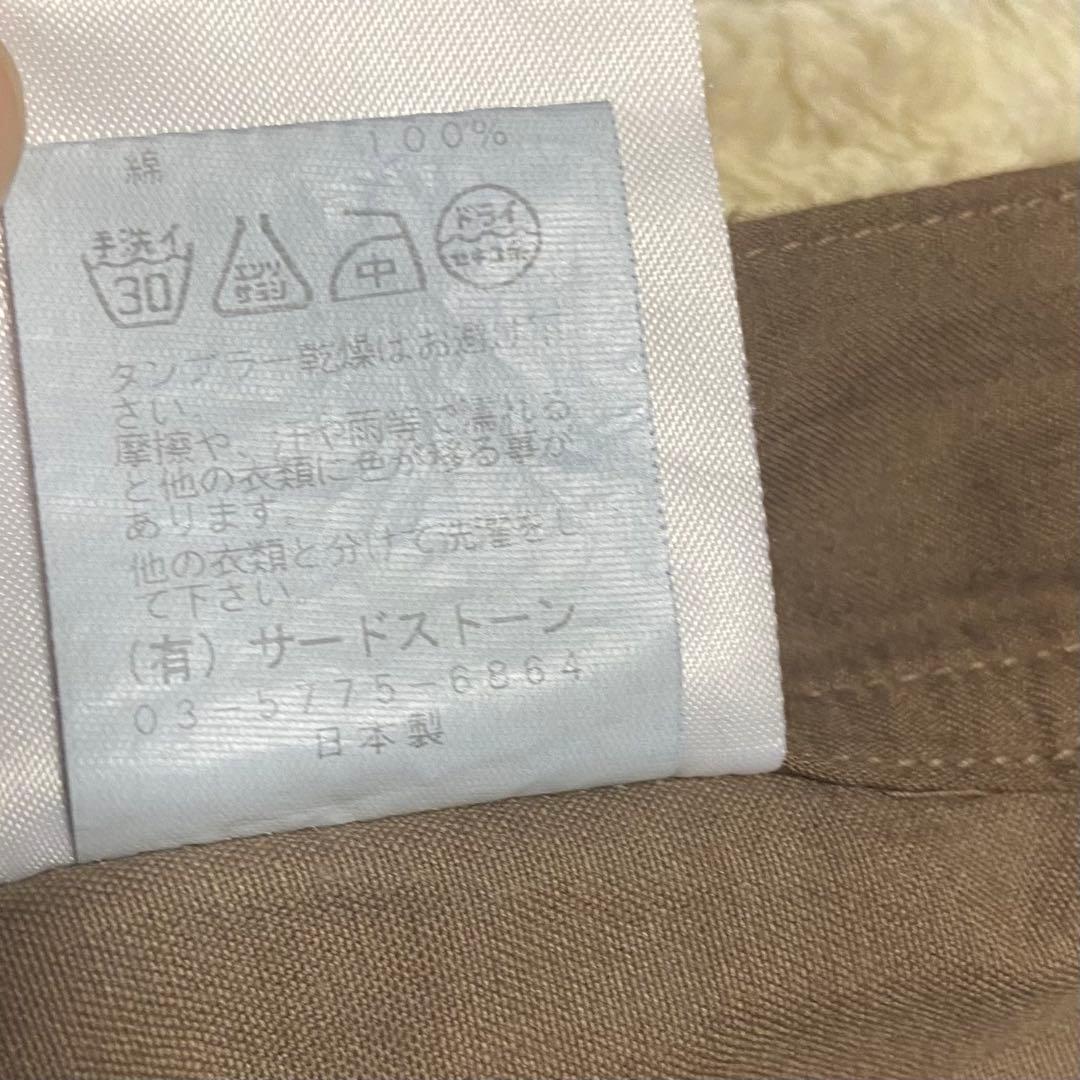 綿 100%
手洗イ
30
エンソ
サラシ
中
ドライ
セキユ系
タンブラー乾燥はお避け下
さい。
摩擦や、汗や雨等で濡れる
と他の衣類に色が移る事が
あります。
他の衣類と分けて洗濯をし
て下さい。
(有) サードストーン
03-5775-6864
日本製